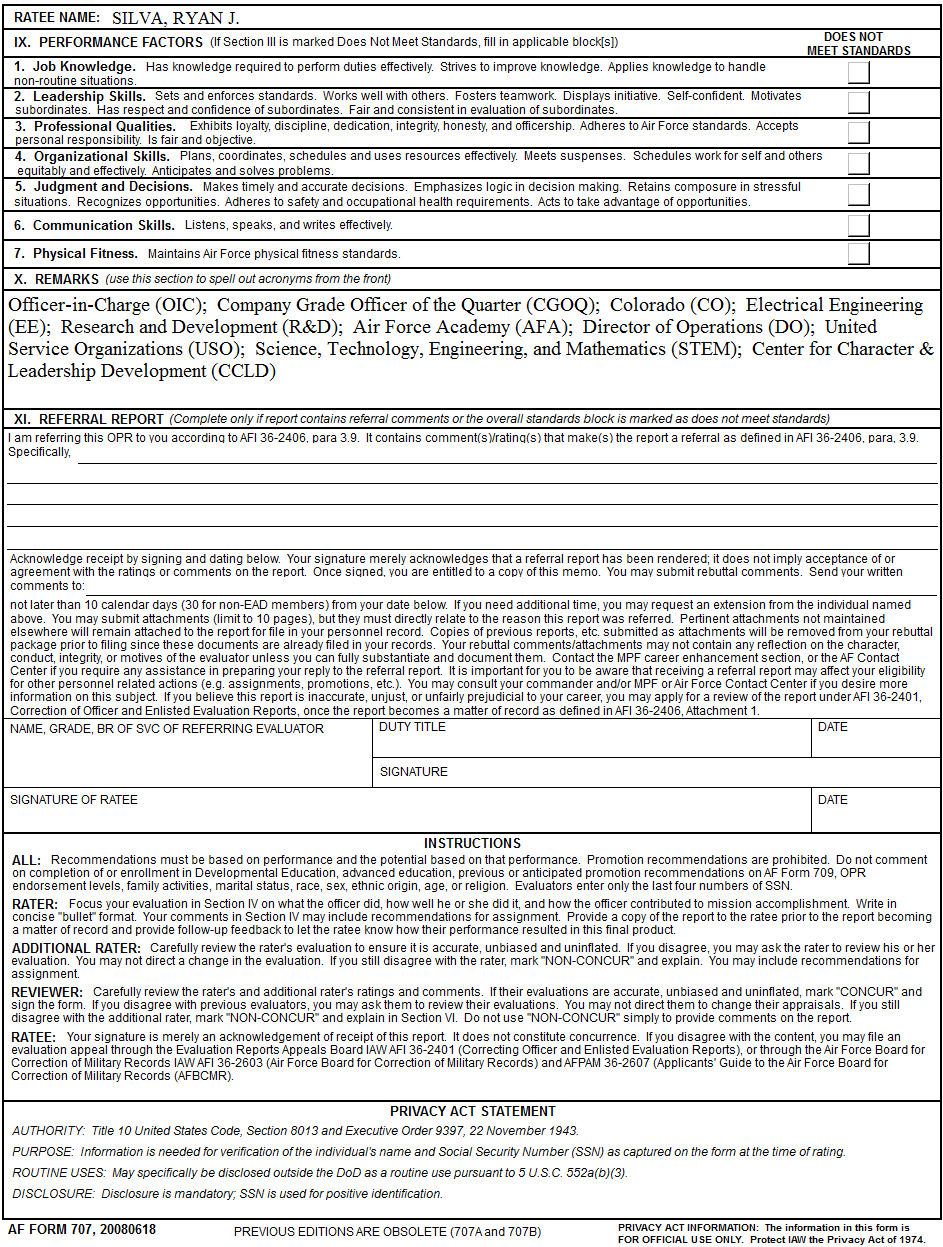 RATEE NAME: SILVA, RYAN J.
IX. PERFORMANCE FACTORS (If Section III is marked Does Not Meet Standards, fill in applicable block[s])
DOES NOT
MEET STANDARDS
1. Job Knowledge. Has knowledge required to perform duties effectively. Strives to improve knowledge. Applies knowledge to handle
non-routine situations.
2. Leadership Skills. Sets and enforces standards. Works well with others. Fosters teamwork. Displays initiative. Self-confident. Motivates
subordinates. Has respect and confidence of subordinates. Fair and consistent in evaluation of subordinates.
3. Professional Qualities. Exhibits loyalty, discipline, dedication, integrity, honesty, and officership. Adheres to Air Force standards. Accepts
personal responsibility. Is fair and objective.
4. Organizational Skills. Plans, coordinates, schedules and uses resources effectively. Meets suspenses. Schedules work for self and others
equitably and effectively. Anticipates and solves problems.
5. Judgment and Decisions. Makes timely and accurate decisions. Emphasizes logic in decision making. Retains composure in stressful
situations. Recognizes opportunities. Adheres to safety and occupational health requirements. Acts to take advantage of opportunities.
6. Communication Skills. Listens, speaks, and writes effectively.
7. Physical Fitness. Maintains Air Force physical fitness standards.
X. REMARKS (use this section to spell out acronyms from the front)
Officer-in-Charge (OIC); Company Grade Officer of the Quarter (CGOQ); Colorado (CO); Electrical Engineering
(EE); Research and Development (R&D); Air Force Academy (AFA); Director of Operations (DO); United
Service Organizations (USO); Science, Technology, Engineering, and Mathematics (STEM); Center for Character &
Leadership Development (CCLD)
XI. REFERRAL REPORT (Complete only if report contains referral comments or the overall standards block is marked as does not meet standards)
I am referring this OPR to you according to AFI 36-2406, para 3.9. It contains comment(s)/rating(s) that make(s) the report a referral as defined in AFI 36-2406, para, 3.9.
Specifically,
Acknowledge receipt by signing and dating below. Your signature merely acknowledges that a referral report has been rendered; it does not imply acceptance of or
agreement with the ratings or comments on the report. Once signed, you are entitled to a copy of this memo. You may submit rebuttal comments. Send your written
comments to:
not later than 10 calendar days (30 for non-EAD members) from your date below. If you need additional time, you may request an extension from the individual named
above. You may submit attachments (limit to 10 pages), but they must directly relate to the reason this report was referred. Pertinent attachments not maintained
elsewhere will remain attached to the report for file in your personnel record. Copies of previous reports, etc. submitted as attachments will be removed from your rebuttal
package prior to filing since these documents are already filed in your records. Your rebuttal comments/attachments may not contain any reflection on the character,
conduct, integrity, or motives of the evaluator unless you can fully substantiate and document them. Contact the MPF career enhancement section, or the AF Contact
Center if you require any assistance in preparing your reply to the referral report. It is important for you to be aware that receiving a referral report may affect your eligibility
for other personnel related actions (e.g. assignments, promotions, etc.). You may consult your commander and/or MPF or Air Force Contact Center if you desire more
information on this subject. If you believe this report is inaccurate, unjust, or unfairly prejudicial to your career, you may apply for a review of the report under AFI 36-2401,
Correction of Officer and Enlisted Evaluation Reports, once the report becomes a matter of record as defined in AFI 36-2406, Attachment 1.
NAME, GRADE, BR OF SVC OF REFERRING EVALUATOR
DUTY TITLE
DATE
SIGNATURE
SIGNATURE OF RATEE
DATE
INSTRUCTIONS
ALL: Recommendations must be based on performance and the potential based on that performance. Promotion recommendations are prohibited. Do not comment
on completion of or enrollment in Developmental Education, advanced education, previous or anticipated promotion recommendations on AF Form 709, OPR
endorsement levels, family activities, marital status, race, sex, ethnic origin, age, or religion. Evaluators enter only the last four numbers of SSN.
RATER: Focus your evaluation in Section IV on what the officer did, how well he or she did it, and how the officer contributed to mission accomplishment. Write in
concise "bullet" format. Your comments in Section IV may include recommendations for assignment. Provide a copy of the report to the ratee prior to the report becoming
a matter of record and provide follow-up feedback to let the ratee know how their performance resulted in this final product.
ADDITIONAL RATER: Carefully review the rater's evaluation to ensure it is accurate, unbiased and uninflated. If you disagree, you may ask the rater to review his or her
evaluation. You may not direct a change in the evaluation. If you still disagree with the rater, mark "NON-CONCUR" and explain. You may include recommendations for
assignment.
REVIEWER: Carefully review the rater's and additional rater's ratings and comments. If their evaluations are accurate, unbiased and uninflated, mark "CONCUR" and
sign the form. If you disagree with previous evaluators, you may ask them to review their evaluations. You may not direct them to change their appraisals. If you still
disagree with the additional rater, mark "NON-CONCUR" and explain in Section VI. Do not use "NON-CONCUR" simply to provide comments on the report.
RATEE: Your signature is merely an acknowledgement of receipt of this report. It does not constitute concurrence. If you disagree with the content, you may file an
evaluation appeal through the Evaluation Reports Appeals Board IAW AFI 36-2401 (Correcting Officer and Enlisted Evaluation Reports), or through the Air Force Board for
Correction of Military Records IAW AFI 36-2603 (Air Force Board for Correction of Military Records) and AFPAM 36-2607 (Applicants' Guide to the Air Force Board for
Correction of Military Records (AFBCMR).
PRIVACY ACT STATEMENT
AUTHORITY: Title 10 United States Code, Section 8013 and Executive Order 9397, 22 November 1943.
PURPOSE: Information is needed for verification of the individual's name and Social Security Number (SSN) as captured on the form at the time of rating.
ROUTINE USES: May specifically be disclosed outside the DoD as a routine use pursuant to 5 U.S.C. 552a(b)(3).
DISCLOSURE: Disclosure is mandatory; SSN is used for positive identification.
AF FORM 707, 20080618
PREVIOUS EDITIONS ARE OBSOLETE (707A and 707B)
PRIVACY ACT INFORMATION: The information in this form is
FOR OFFICIAL USE ONLY. Protect IAW the Privacy Act of 1974.